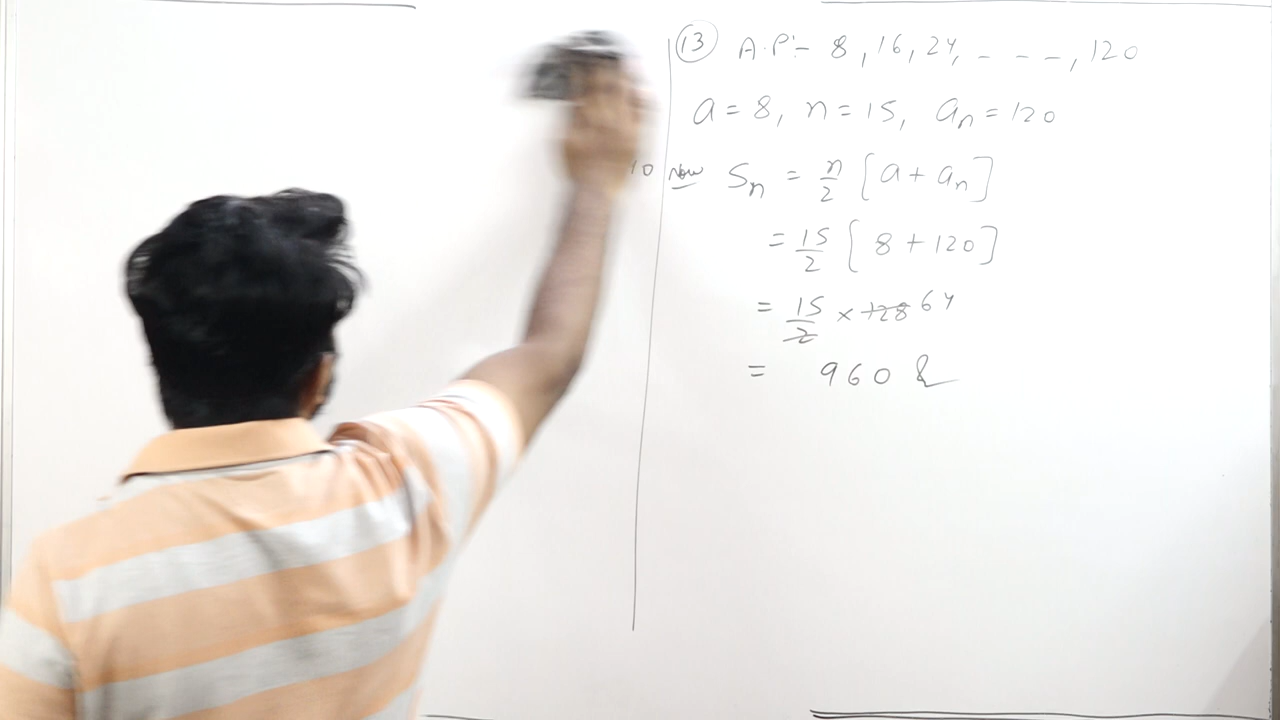 (13) A.P:- 8, 16, 24, - - -, 120
a = 8, n = 15, an = 120
10 Now Sn = n/2 [a + an]
= 15/2 [8 + 120]
= 15/2 × 128 64
= 960